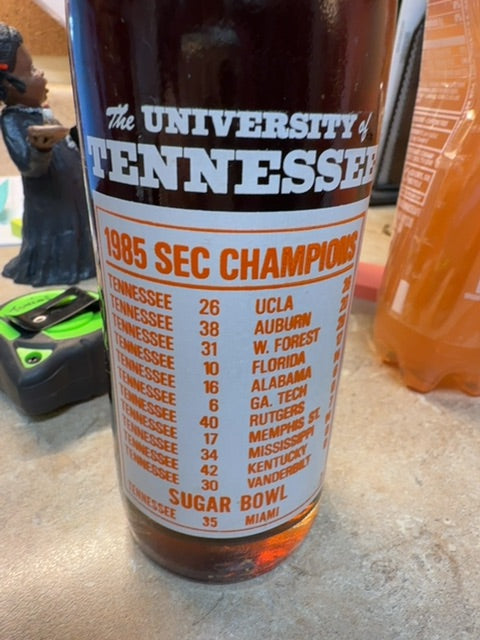 the UNIVERSITY of
TENNESSEE
1985 SEC CHAMPIONS
TENNESSEE 26 UCLA 26
TENNESSEE 38 AUBURN
TENNESSEE 31 W. FOREST
TENNESSEE 10 FLORIDA
TENNESSEE 16 ALABAMA
TENNESSEE 6 GA. TECH
TENNESSEE 40 RUTGERS
TENNESSEE 17 MEMPHIS ST.
TENNESSEE 34 MISSISSIPPI
TENNESSEE 42 KENTUCKY
TENNESSEE 30 VANDERBILT
SUGAR BOWL
TENNESSEE 35 MIAMI